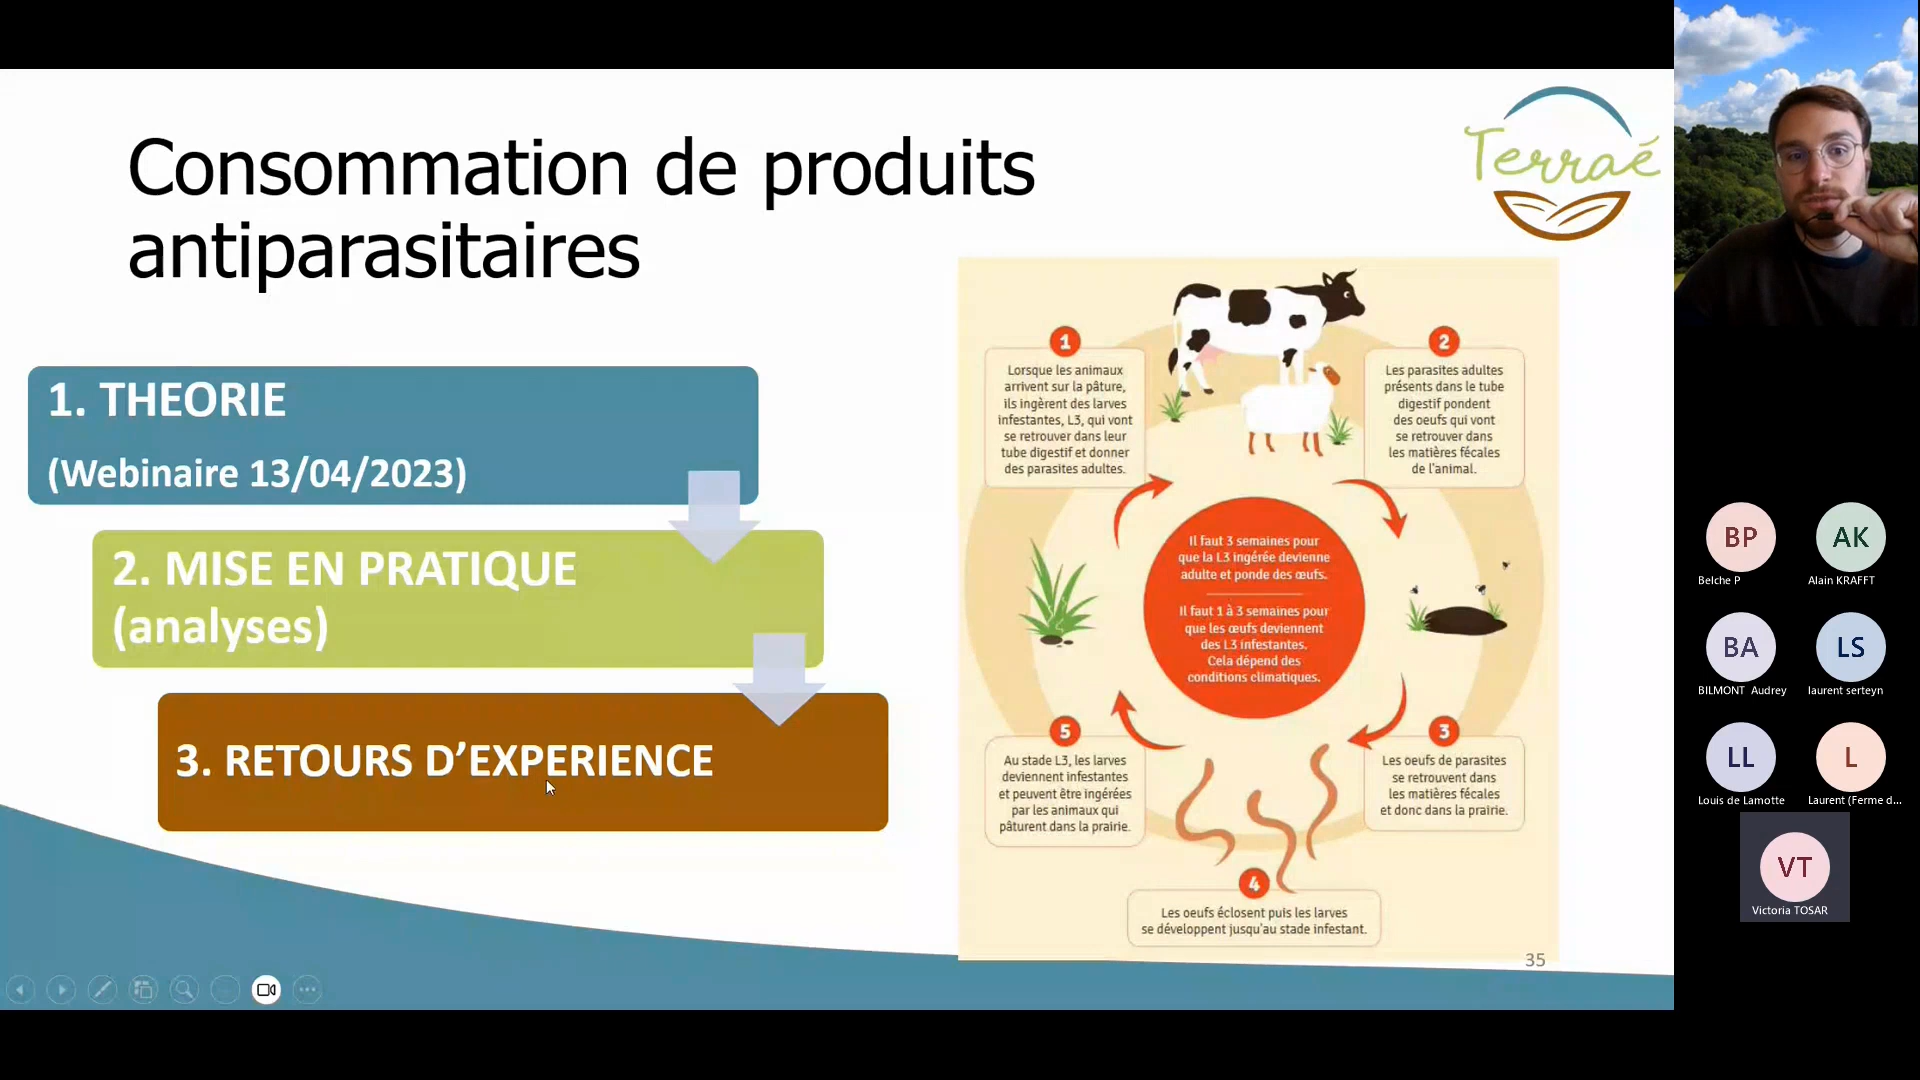 Consommation de produits
antiparasitaires
Terraé
1. THEORIE
(Webinaire 13/04/2023)
2. MISE EN PRATIQUE
(analyses)
3. RETOURS D’EXPERIENCE
1
Lorsque les animaux
arrivent sur la pâture,
ils ingèrent des larves
infestantes, L3, qui vont
se retrouver dans leur
tube digestif et donner
des parasites adultes.
2
Les parasites adultes
présents dans le tube
digestif pondent
des oeufs qui vont
se retrouver dans
les matières fécales
de l'animal.
Il faut 3 semaines pour
que la L3 ingérée devienne
adulte et ponde des œufs.
Il faut 1 à 3 semaines pour
que les œufs deviennent
des L3 infestantes.
Cela dépend des
conditions climatiques.
3
Les oeufs de parasites
se retrouvent dans
les matières fécales
et donc dans la prairie.
4
Les oeufs éclosent puis les larves
se développent jusqu'au stade infestant.
5
Au stade L3, les larves
deviennent infestantes
et peuvent être ingérées
par les animaux qui
pâturent dans la prairie.
35
BP
Belche P
AK
Alain KRAFFT
BA
BILMONT Audrey
LS
laurent serteyn
LL
Louis de Lamotte
L
Laurent (Ferme d...
VT
Victoria TOSAR